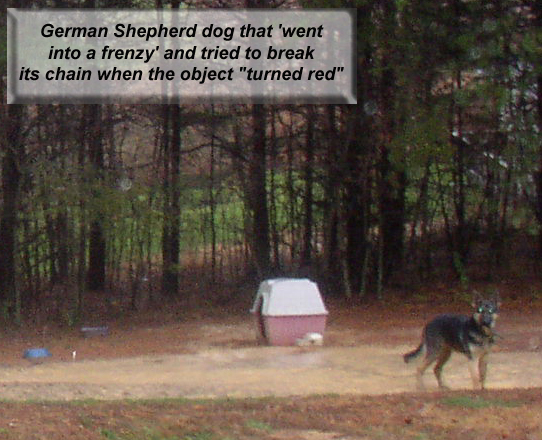 German Shepherd dog that 'went
into a frenzy' and tried to break
its chain when the object "turned red"